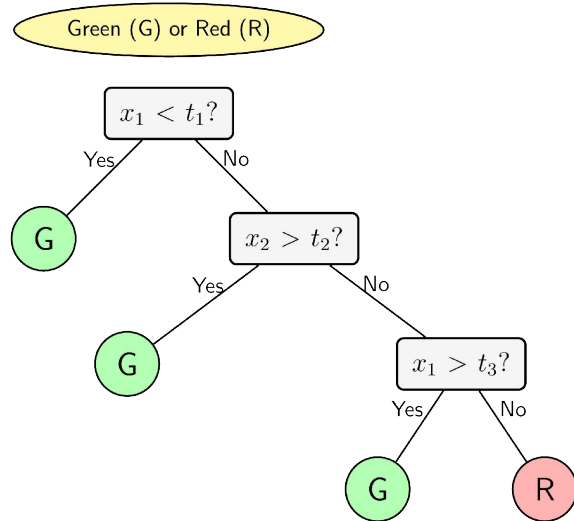 Green (G) or Red (R)
x₁ < t₁?
Yes
No
G
x₂ > t₂?
Yes
No
G
x₁ > t₃?
Yes
No
G
R